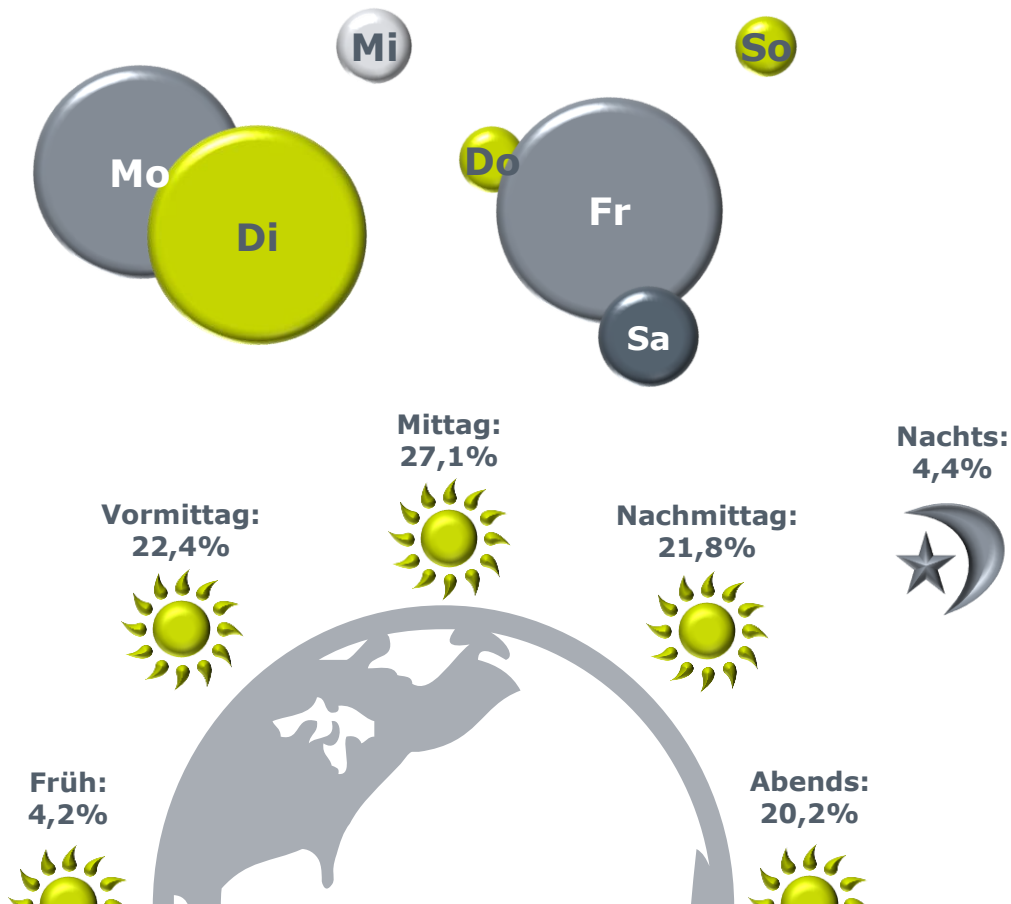 Mi
So
Mo
Do
Di
Fr
Sa
Mittag:
27,1%
Nachts:
4,4%
Vormittag:
22,4%
Nachmittag:
21,8%
Früh:
4,2%
Abends:
20,2%